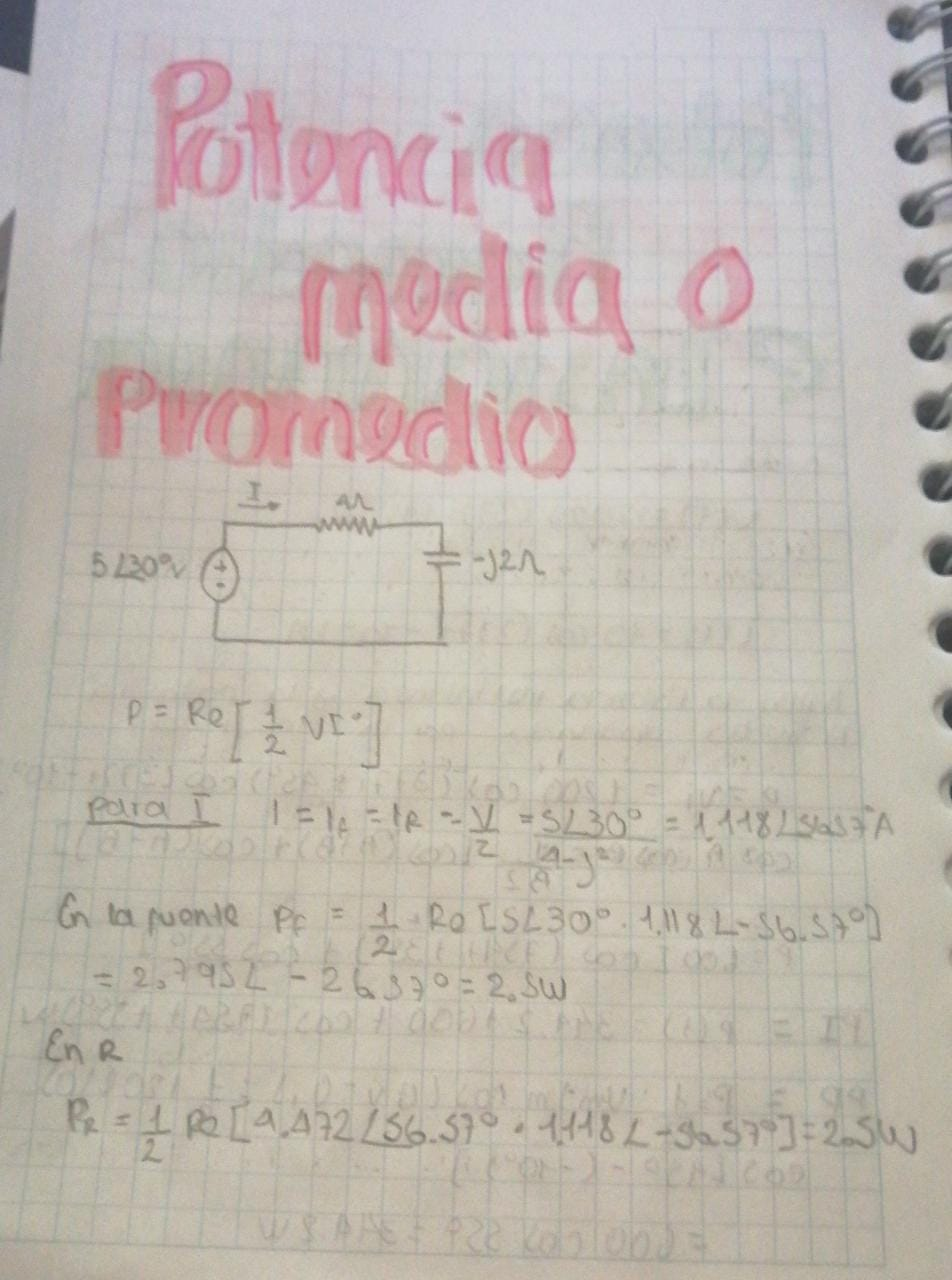 Potencia
media o
Promedio
I
4Ω
5∠30°V
+
-
-j2Ω
P = Re [ 1/2 VI° ]
para I I = I_F = I_R = V/Z = 5∠30° / 4-j2 = 1,118∠56.57°A
En la fuente P_F = 1/2 · Re [5∠30° · 1,118∠-56.57°]
= 2.795∠-26.57° = 2.5W
En R
P_R = 1/2 Re [4.472∠56.57° · 1,118∠-56.57°] = 2.5W